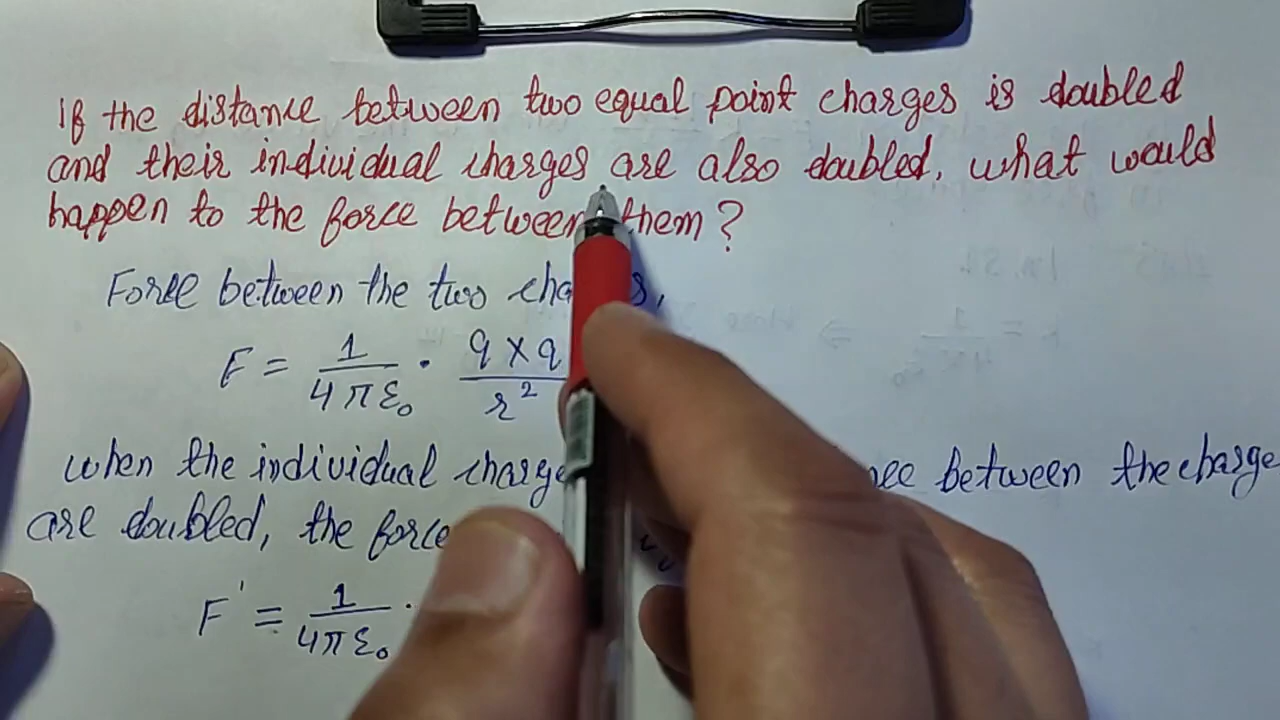 If the distance between two equal point charges is doubled
and their individual charges are also doubled, what would
happen to the force between them?
Force between the two
F = 1/4πε₀ · q × q/r²
when the individual between the charge
are doubled, the force
F' = 1/4πε₀ ·